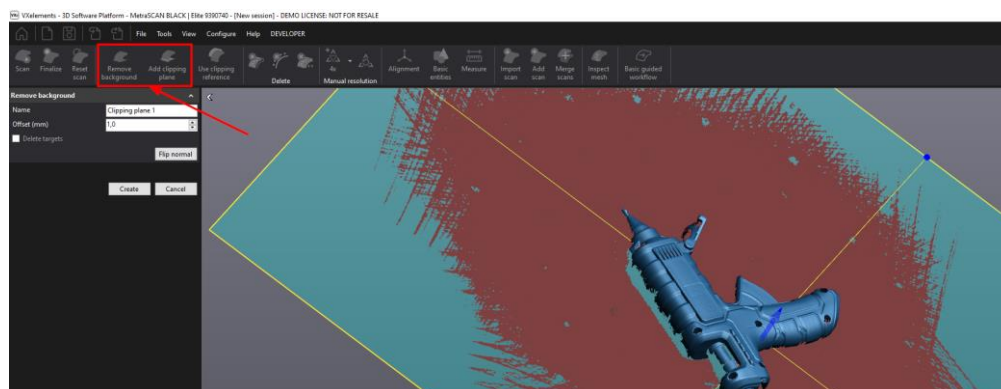 VXelements - 3D Software Platform - MetraSCAN BLACK | Elite 9390740 - [New session] - DEMO LICENSE: NOT FOR RESALE
File Tools View Configure Help DEVELOPER
Scan Finalize Reset scan Remove background Add clipping plane Use clipping reference Delete 4x Manual resolution Alignment Basic entities Measure Import scan Add scan Merge scans Inspect mesh Basic guided workflow
Remove background
Name Clipping plane 1
Offset (mm) 1,0
Delete targets
Flip normal
Create Cancel